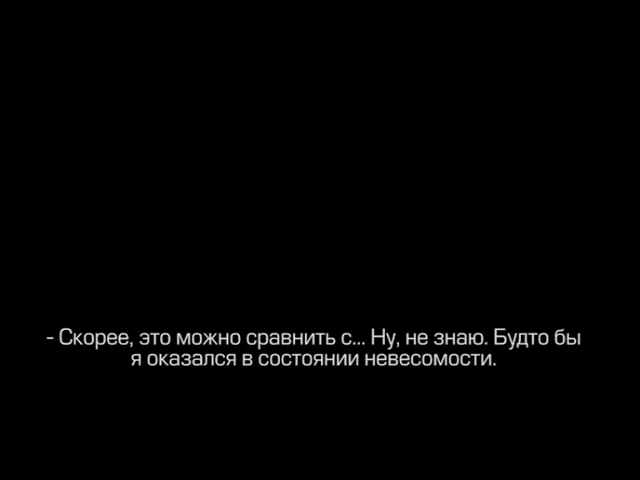 - Скорее, это можно сравнить с... Ну, не знаю. Будто бы
я оказался в состоянии невесомости.